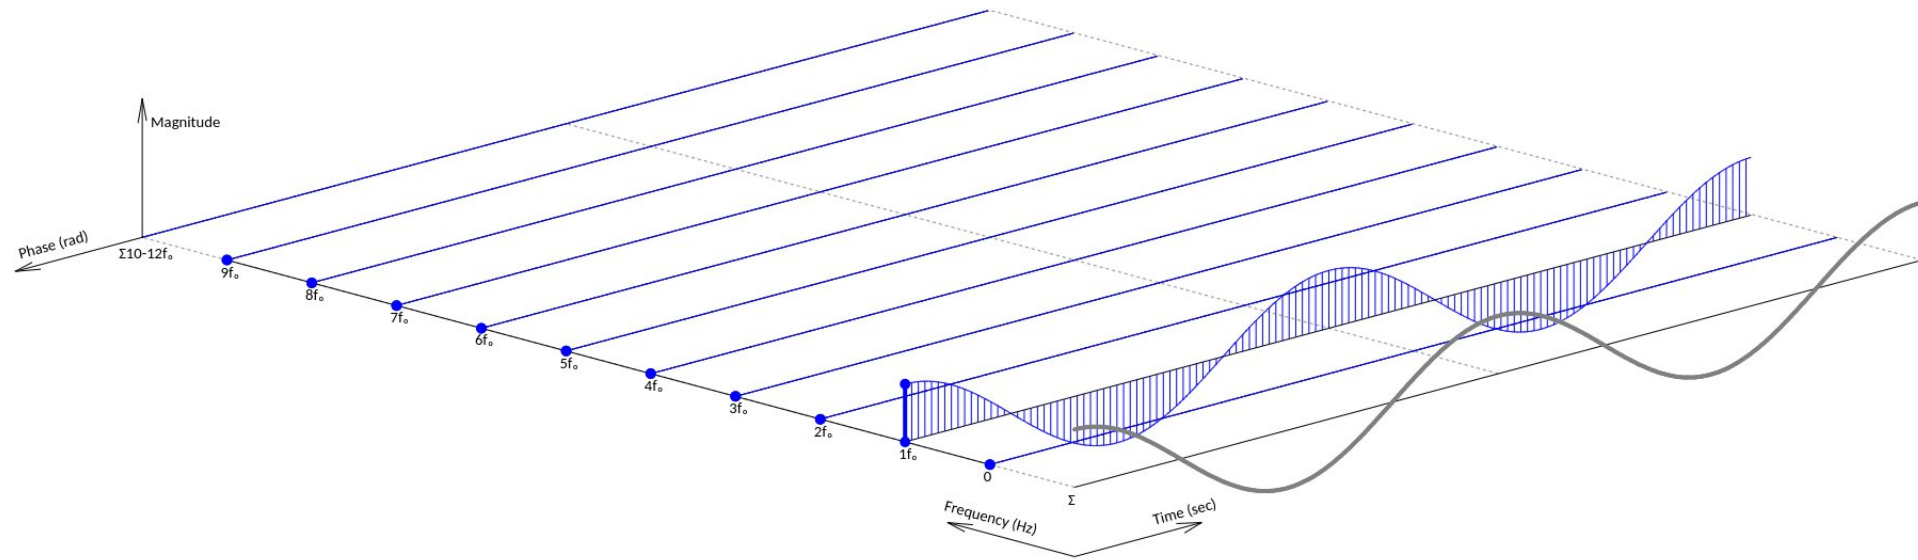 Magnitude
Phase (rad)
Σ10-12fₒ
9fₒ
8fₒ
7fₒ
6fₒ
5fₒ
4fₒ
3fₒ
2fₒ
1fₒ
0
Σ
Frequency (Hz)
Time (sec)